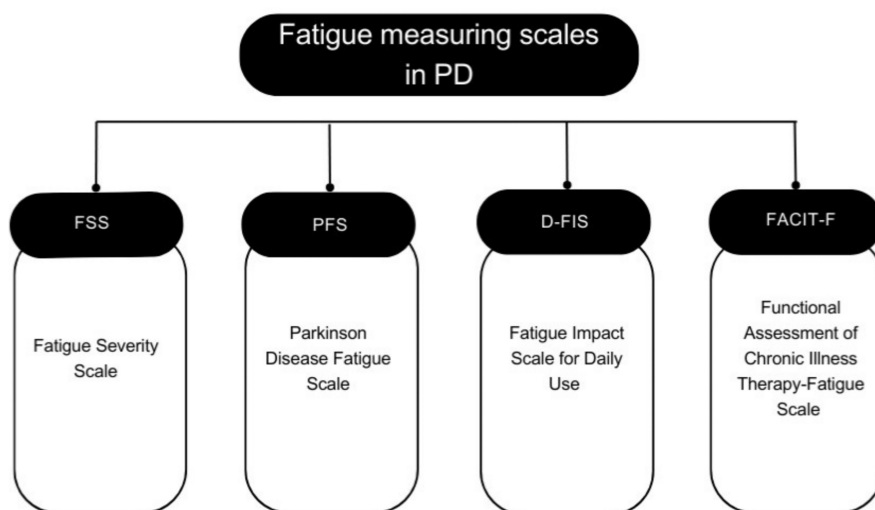 Fatigue measuring scales
in PD
FSS
Fatigue Severity
Scale
PFS
Parkinson
Disease Fatigue
Scale
D-FIS
Fatigue Impact
Scale for Daily
Use
FACIT-F
Functional
Assessment of
Chronic Illness
Therapy-Fatigue
Scale